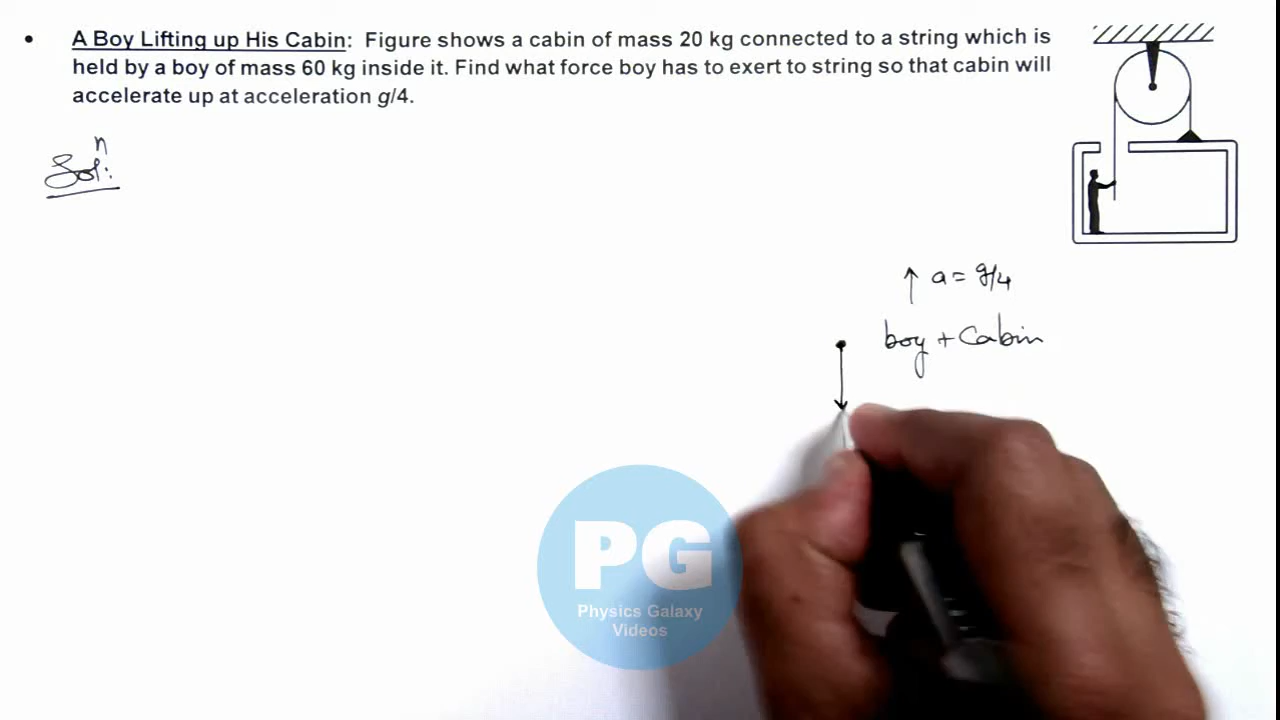 • A Boy Lifting up His Cabin: Figure shows a cabin of mass 20 kg connected to a string which is
held by a boy of mass 60 kg inside it. Find what force boy has to exert to string so that cabin will
accelerate up at acceleration g/4.
Solⁿ:
↑ a = g/4
boy + Cabin
PG
Physics Galaxy
Videos